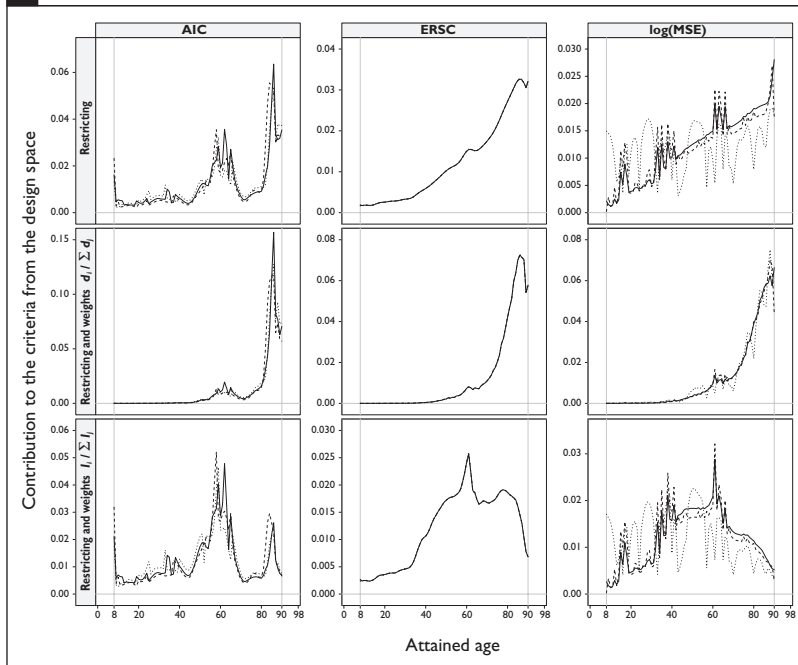 AIC ERSC log(MSE)
Contribution to the criteria from the design space
Restricting
0.06 0.04 0.02 0.00
0.04 0.03 0.02 0.01 0.00
0.030 0.025 0.020 0.015 0.010 0.005 0.000
Restricting and weights d_i / Σ d_j
0.15 0.10 0.05 0.00
0.08 0.06 0.04 0.02 0.00
0.08 0.06 0.04 0.02 0.00
Restricting and weights l_i / Σ l_j
0.06 0.05 0.04 0.03 0.02 0.01 0.00
0.030 0.025 0.020 0.015 0.010 0.005 0.000
0.03 0.02 0.01 0.00
0 8 20 40 60 80 90 98
0 8 20 40 60 80 90 98
0 8 20 40 60 80 90 98
Attained age